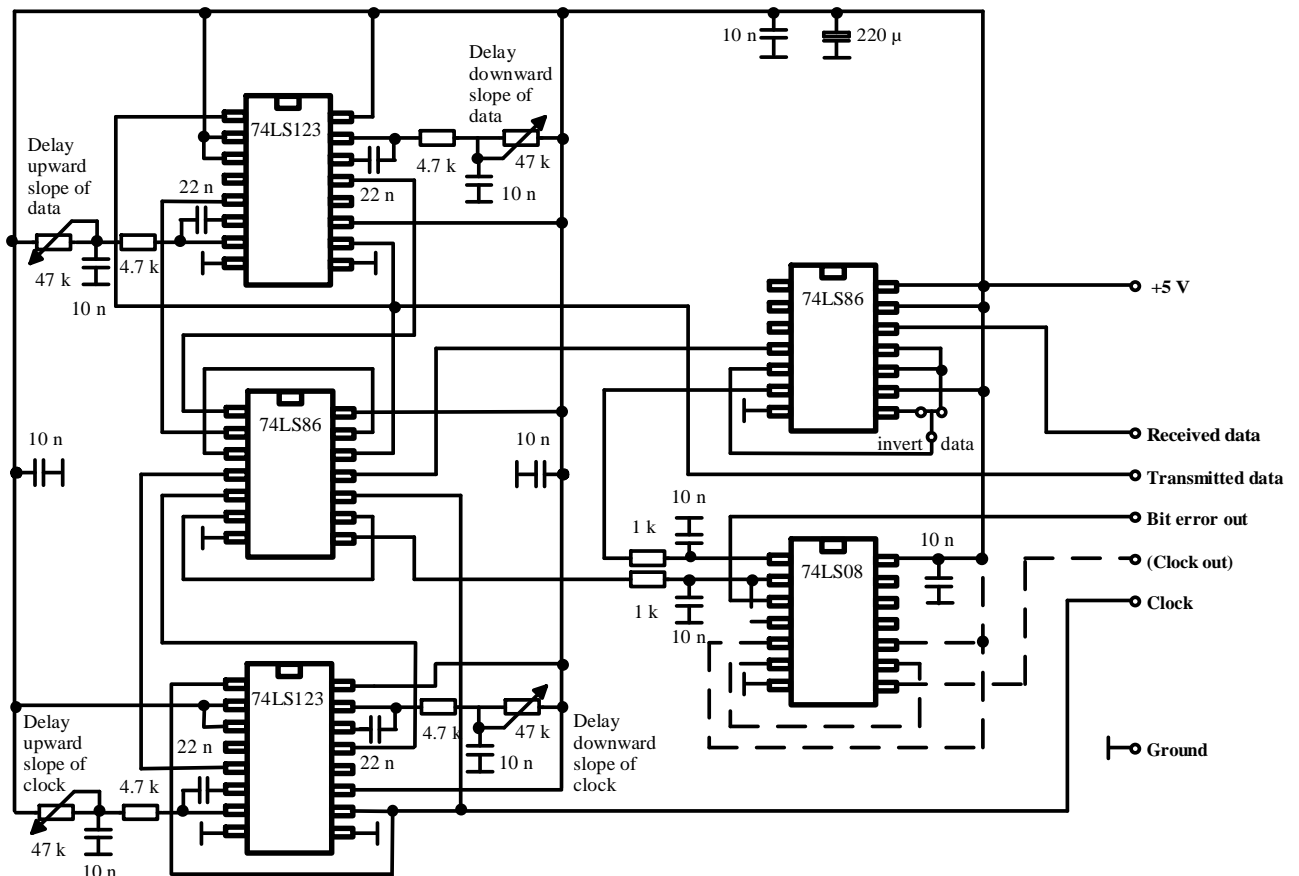 10 n
220 µ
Delay
downward
slope of
data
74LS123
Delay
upward
slope of
data
4.7 k
47 k
22 n
22 n
10 n
47 k
4.7 k
10 n
74LS86
+5 V
74LS86
10 n
10 n
invert
data
Received data
Transmitted data
10 n
Bit error out
1 k
10 n
(Clock out)
74LS08
Clock
1 k
10 n
74LS123
Delay
upward
slope of
clock
22 n
4.7 k
47 k
Delay
downward
slope of
clock
22 n
10 n
Ground
4.7 k
47 k
10 n